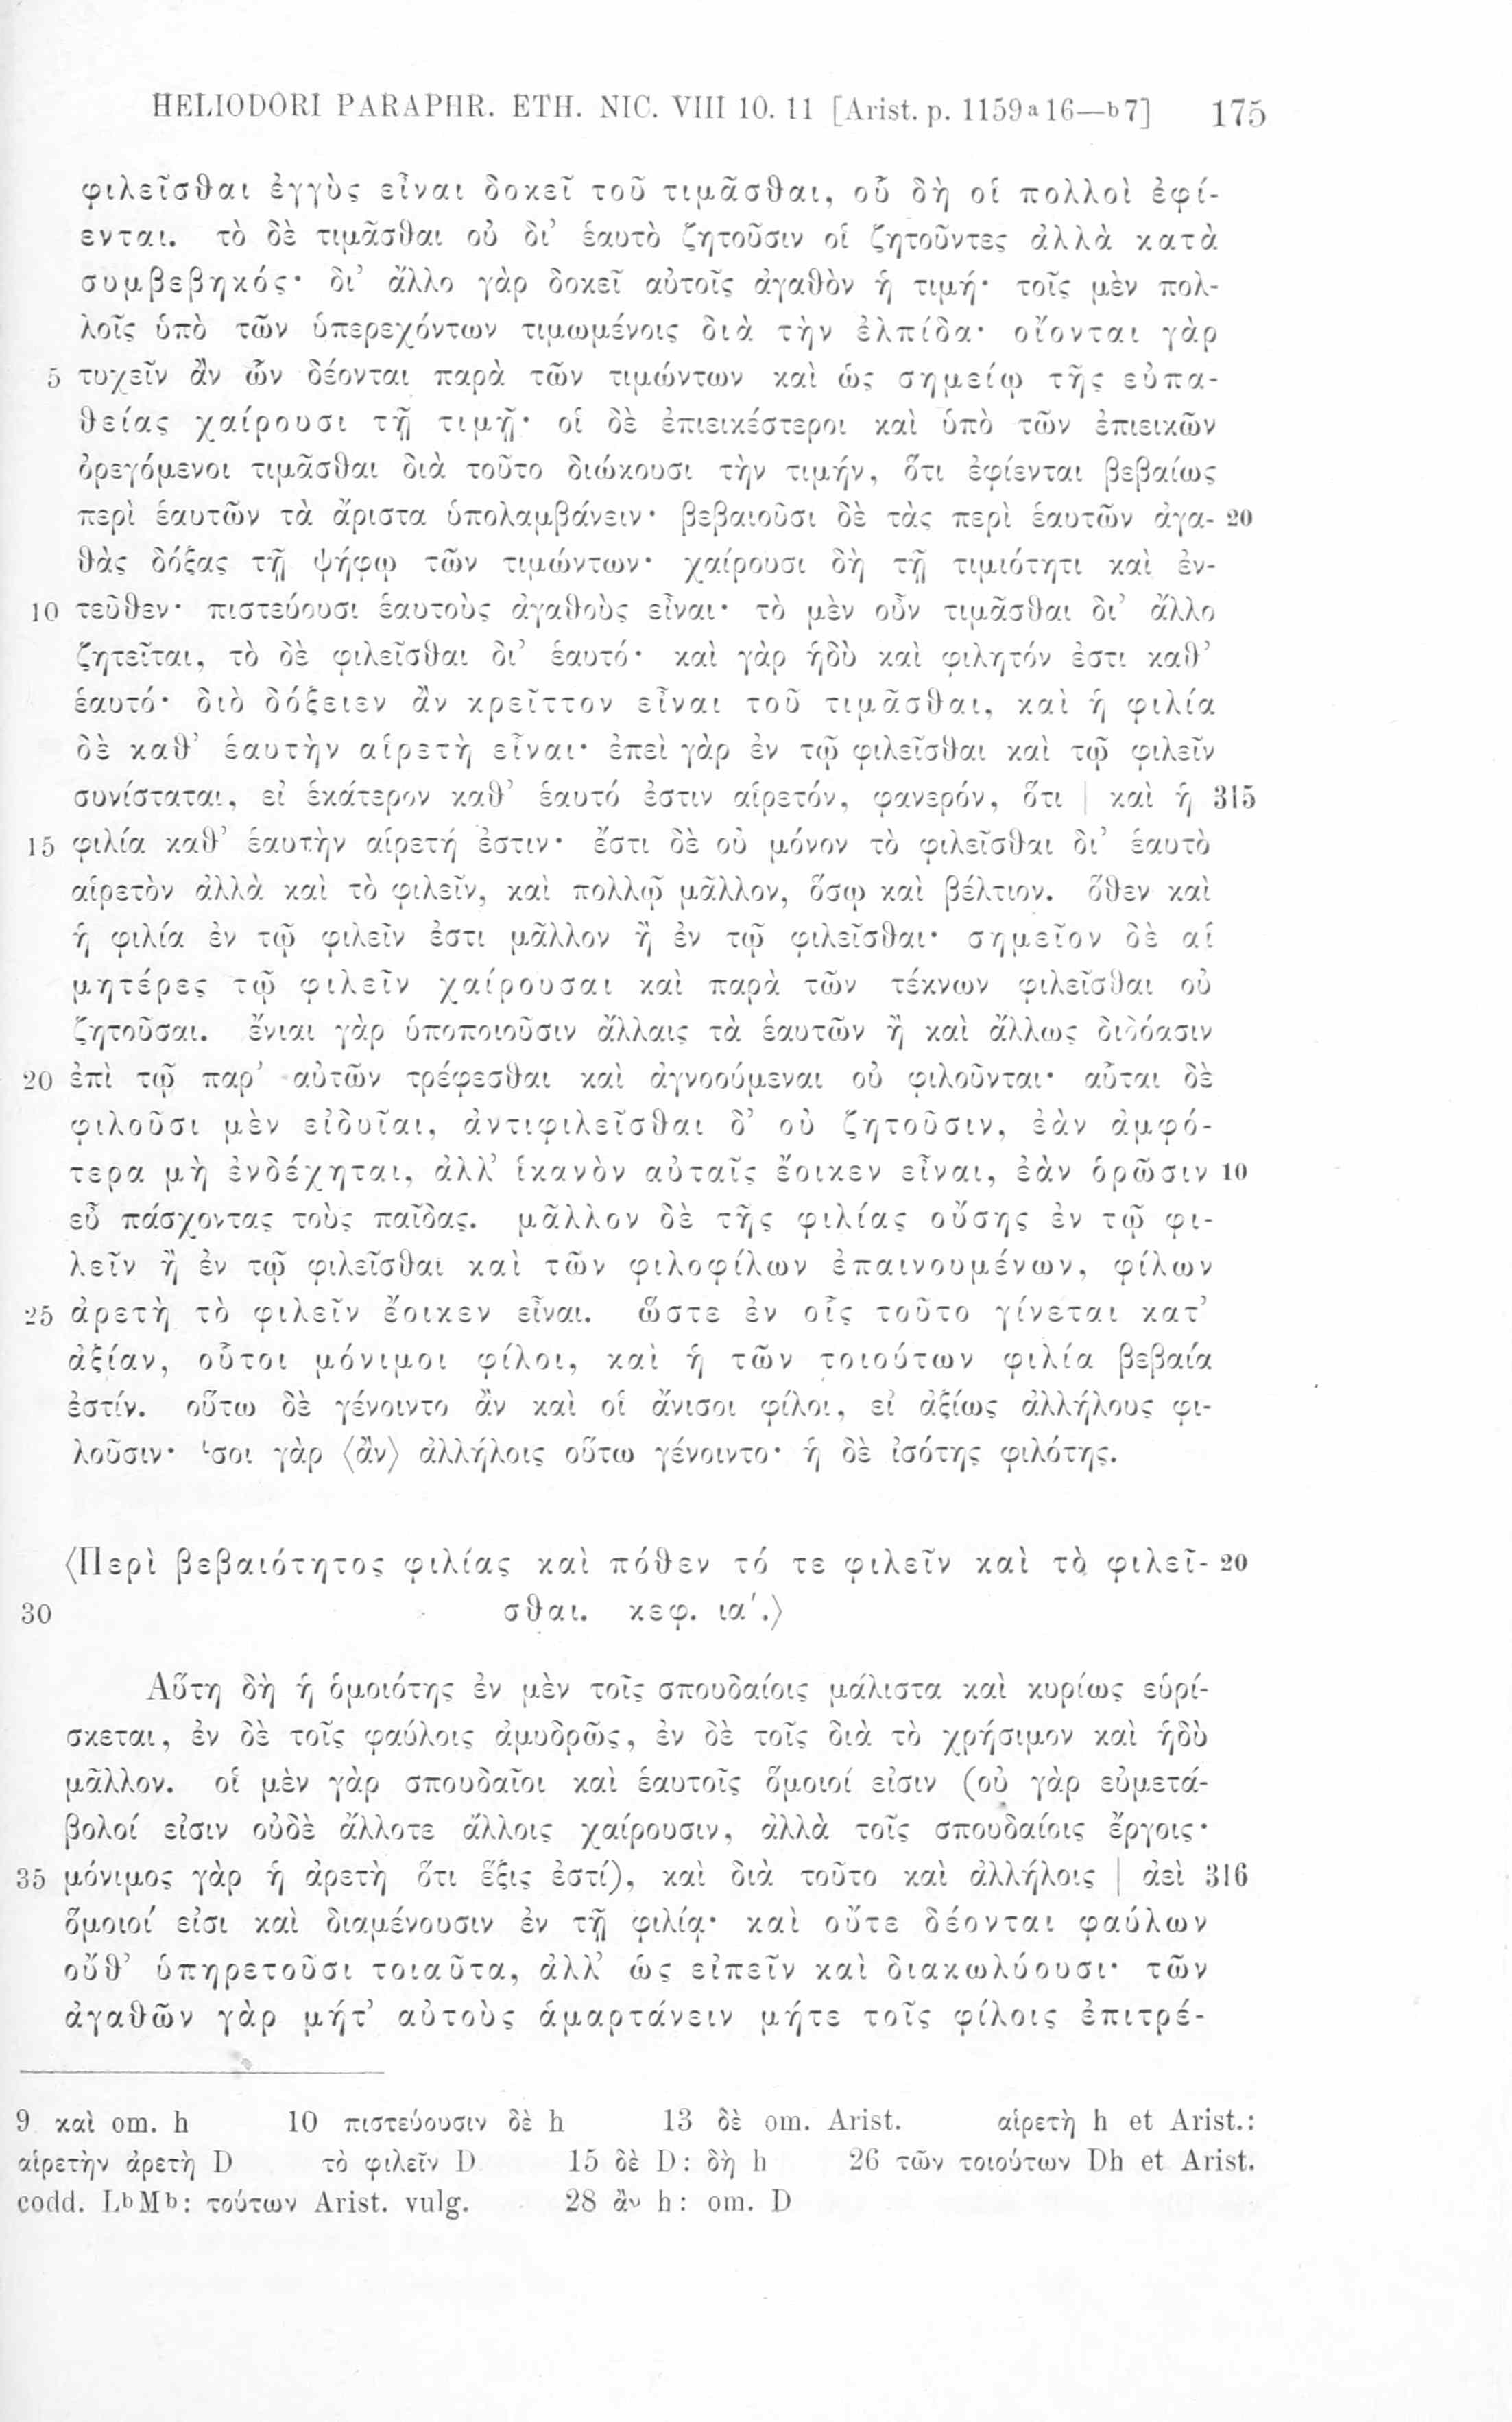 HELIODORI PARAPHR. ETH. NIC. VIII 10. 11 [Arist. p. 1159ᵃ16—ᵇ7] 175
φιλεῖσθαι ἐγγὺς εἶναι δοκεῖ τοῦ τιμᾶσθαι, οὗ δὴ οἱ πολλοὶ ἐφί-
ενται. τὸ δὲ τιμᾶσθαι οὐ δι' ἑαυτὸ ζητοῦσιν οἱ ζητοῦντες ἀλλὰ κατὰ
συμβεβηκός· δι' ἄλλο γὰρ δοκεῖ αὐτοῖς ἀγαθὸν ἡ τιμή· τοῖς μὲν πολ-
λοῖς ὑπὸ τῶν ὑπερεχόντων τιμωμένοις διὰ τὴν ἐλπίδα· οἴονται γὰρ
5 τυχεῖν ἂν ὧν δέονται παρὰ τῶν τιμώντων καὶ ὡς σημείῳ τῆς εὐπα-
θείας χαίρουσι τῇ τιμῇ· οἱ δὲ ἐπιεικέστεροι καὶ ὑπὸ τῶν ἐπιεικῶν
ὀρεγόμενοι τιμᾶσθαι διὰ τοῦτο διώκουσι τὴν τιμήν, ὅτι ἐφίενται βεβαίως
περὶ ἑαυτῶν τὰ ἄριστα ὑπολαμβάνειν· βεβαιοῦσι δὲ τὰς περὶ ἑαυτῶν ἀγα- 20
θὰς δόξας τῇ ψήφῳ τῶν τιμώντων· χαίρουσι δὴ τῇ τιμιότητι καὶ ἐν-
10 τεῦθεν· πιστεύουσι ἑαυτοὺς ἀγαθοὺς εἶναι· τὸ μὲν οὖν τιμᾶσθαι δι' ἄλλο
ζητεῖται, τὸ δὲ φιλεῖσθαι δι' ἑαυτό· καὶ γὰρ ἡδὺ καὶ φιλητόν ἐστι καθ'
ἑαυτό· διὸ δόξειεν ἂν κρεῖττον εἶναι τοῦ τιμᾶσθαι, καὶ ἡ φιλία
δὲ καθ' ἑαυτὴν αἱρετὴ εἶναι· ἐπεὶ γὰρ ἐν τῷ φιλεῖσθαι καὶ τῷ φιλεῖν
συνίσταται, εἰ ἑκάτερον καθ' ἑαυτό ἐστιν αἱρετόν, φανερόν, ὅτι | καὶ ἡ 315
15 φιλία καθ' ἑαυτὴν αἱρετή ἐστιν· ἔστι δὲ οὐ μόνον τὸ φιλεῖσθαι δι' ἑαυτὸ
αἱρετὸν ἀλλὰ καὶ τὸ φιλεῖν, καὶ πολλῷ μᾶλλον, ὅσῳ καὶ βέλτιον. ὅθεν καὶ
ἡ φιλία ἐν τῷ φιλεῖν ἐστι μᾶλλον ἢ ἐν τῷ φιλεῖσθαι· σημεῖον δὲ αἱ
μητέρες τῷ φιλεῖν χαίρουσαι καὶ παρὰ τῶν τέκνων φιλεῖσθαι οὐ
ζητοῦσαι. ἔνιαι γὰρ ὑποποιοῦσιν ἄλλαις τὰ ἑαυτῶν ἢ καὶ ἄλλως διδόασιν
20 ἐπὶ τῷ παρ' αὐτῶν τρέφεσθαι καὶ ἀγνοούμεναι οὐ φιλοῦνται· αὗται δὲ
φιλοῦσι μὲν εἰδυῖαι, ἀντιφιλεῖσθαι δ' οὐ ζητοῦσιν, ἐὰν ἀμφό-
τερα μὴ ἐνδέχηται, ἀλλ' ἱκανὸν αὐταῖς ἔοικεν εἶναι, ἐὰν ὁρῶσιν 10
εὖ πάσχοντας τοὺς παῖδας. μᾶλλον δὲ τῆς φιλίας οὔσης ἐν τῷ φι-
λεῖν ἢ ἐν τῷ φιλεῖσθαι καὶ τῶν φιλοφίλων ἐπαινουμένων, φίλων
25 ἀρετὴ τὸ φιλεῖν ἔοικεν εἶναι. ὥστε ἐν οἷς τοῦτο γίνεται κατ'
ἀξίαν, οὗτοι μόνιμοι φίλοι, καὶ ἡ τῶν τοιούτων φιλία βεβαία
ἐστίν. οὕτω δὲ γένοιντο ἂν καὶ οἱ ἄνισοι φίλοι, εἰ ἀξίως ἀλλήλους φι-
λοῦσιν· ἴσοι γὰρ ⟨ἂν⟩ ἀλλήλοις οὕτω γένοιντο· ἡ δὲ ἰσότης φιλότης.
⟨Περὶ βεβαιότητος φιλίας καὶ πόθεν τό τε φιλεῖν καὶ τὸ φιλεῖ- 20
30 σθαι. κεφ. ια'.⟩
Αὕτη δὴ ἡ ὁμοιότης ἐν μὲν τοῖς σπουδαίοις μάλιστα καὶ κυρίως εὑρί-
σκεται, ἐν δὲ τοῖς φαύλοις ἀμυδρῶς, ἐν δὲ τοῖς διὰ τὸ χρήσιμον καὶ ἡδὺ
μᾶλλον. οἱ μὲν γὰρ σπουδαῖοι καὶ ἑαυτοῖς ὅμοιοί εἰσιν (οὐ γὰρ εὐμετά-
βολοί εἰσιν οὐδὲ ἄλλοτε ἄλλοις χαίρουσιν, ἀλλὰ τοῖς σπουδαίοις ἔργοις·
35 μόνιμος γὰρ ἡ ἀρετὴ ὅτι ἕξις ἐστί), καὶ διὰ τοῦτο καὶ ἀλλήλοις | ἀεὶ 316
ὅμοιοί εἰσι καὶ διαμένουσιν ἐν τῇ φιλίᾳ· καὶ οὔτε δέονται φαύλων
οὔθ' ὑπηρετοῦσι τοιαῦτα, ἀλλ' ὡς εἰπεῖν καὶ διακωλύουσι· τῶν
ἀγαθῶν γὰρ μήτ' αὐτοὺς ἁμαρτάνειν μήτε τοῖς φίλοις ἐπιτρέ-
9 καὶ om. h 10 πιστεύουσιν δὲ h 13 δὲ om. Arist. αἱρετὴ h et Arist.:
αἱρετὴν ἀρετὴ D τὸ φιλεῖν D 15 δὲ D: δὴ h 26 τῶν τοιούτων Dh et Arist.
codd. LᵇMᵇ: τούτων Arist. vulg. 28 ἂν h: om. D